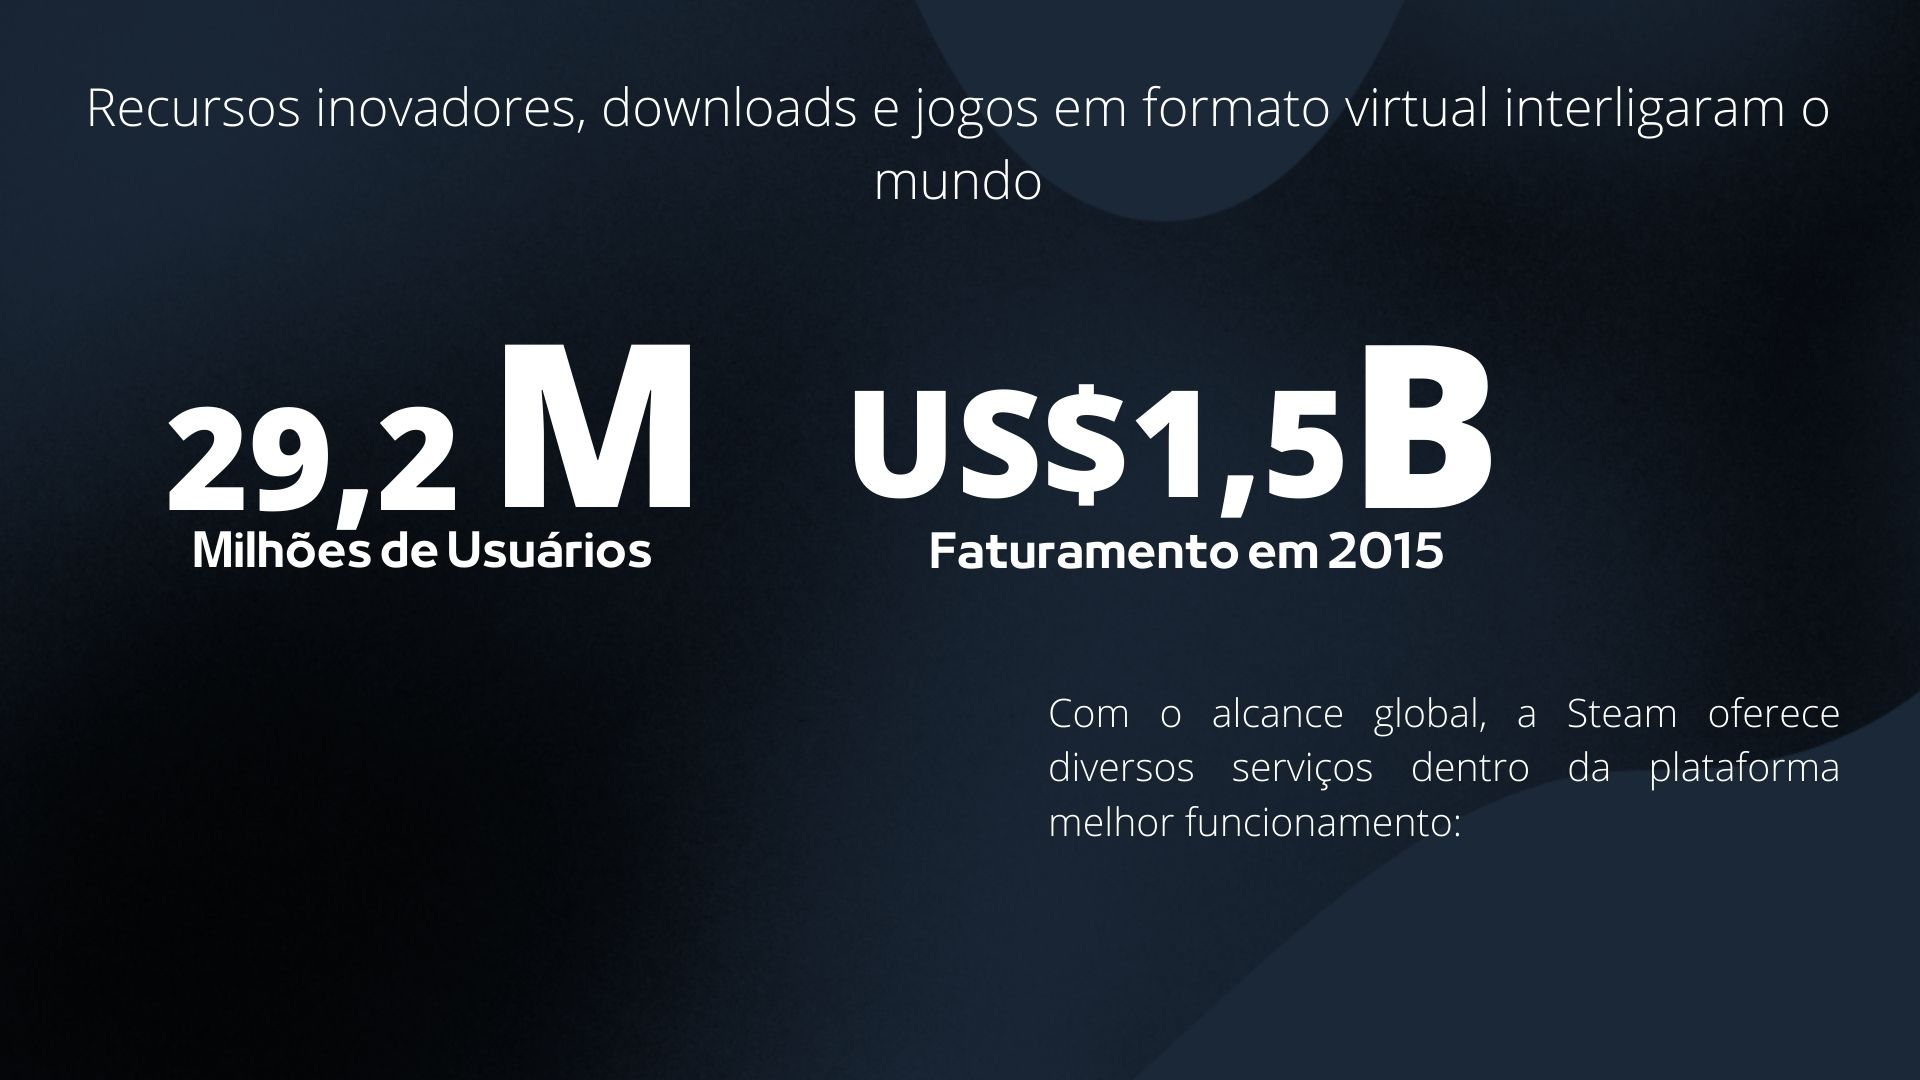 Recursos inovadores, downloads e jogos em formato virtual interligaram o
mundo
29,2 M
Milhões de Usuários
US$1,5B
Faturamento em 2015
Com o alcance global, a Steam oferece
diversos serviços dentro da plataforma
melhor funcionamento: